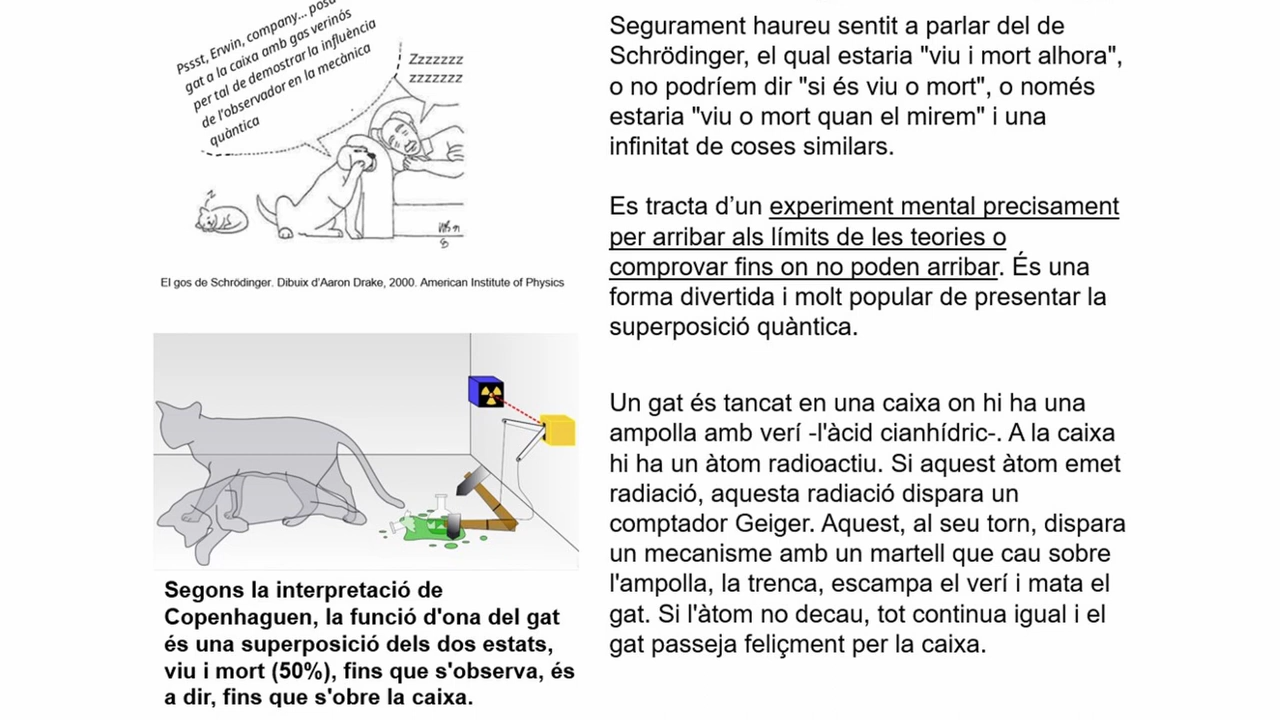 Pssst, Erwin, company... posa
gat a la caixa amb gas verinós
per tal de demostrar la influència
de l'observador en la mecànica
quàntica
Zzzzzzz
zzzzzzz
z
El gos de Schrödinger. Dibuix d'Aaron Drake, 2000. American Institute of Physics
Segons la interpretació de
Copenhaguen, la funció d'ona del gat
és una superposició dels dos estats,
viu i mort (50%), fins que s'observa, és
a dir, fins que s'obre la caixa.
Segurament haureu sentit a parlar del de
Schrödinger, el qual estaria "viu i mort alhora",
o no podríem dir "si és viu o mort", o només
estaria "viu o mort quan el mirem" i una
infinitat de coses similars.
Es tracta d’un experiment mental precisament
per arribar als límits de les teories o
comprovar fins on no poden arribar. És una
forma divertida i molt popular de presentar la
superposició quàntica.
Un gat és tancat en una caixa on hi ha una
ampolla amb verí -l'àcid cianhídric-. A la caixa
hi ha un àtom radioactiu. Si aquest àtom emet
radiació, aquesta radiació dispara un
comptador Geiger. Aquest, al seu torn, dispara
un mecanisme amb un martell que cau sobre
l'ampolla, la trenca, escampa el verí i mata el
gat. Si l'àtom no decau, tot continua igual i el
gat passeja feliçment per la caixa.